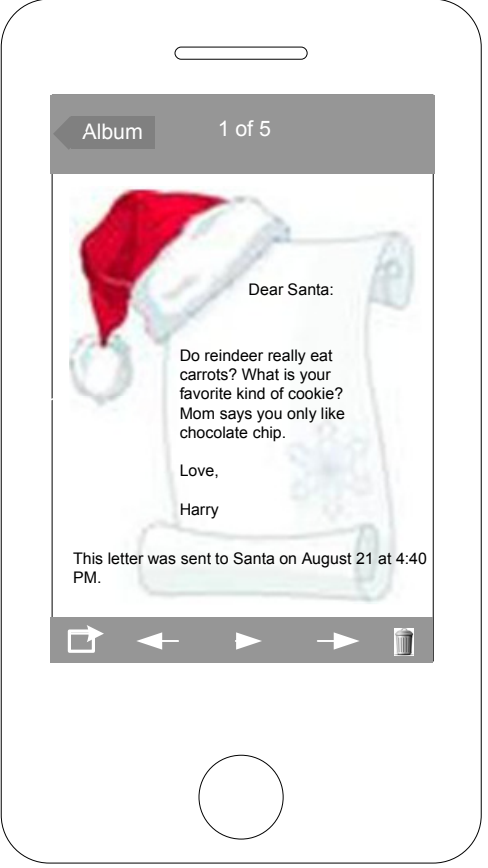 Album
1 of 5
Dear Santa:
Do reindeer really eat
carrots? What is your
favorite kind of cookie?
Mom says you only like
chocolate chip.
Love,
Harry
This letter was sent to Santa on August 21 at 4:40
PM.